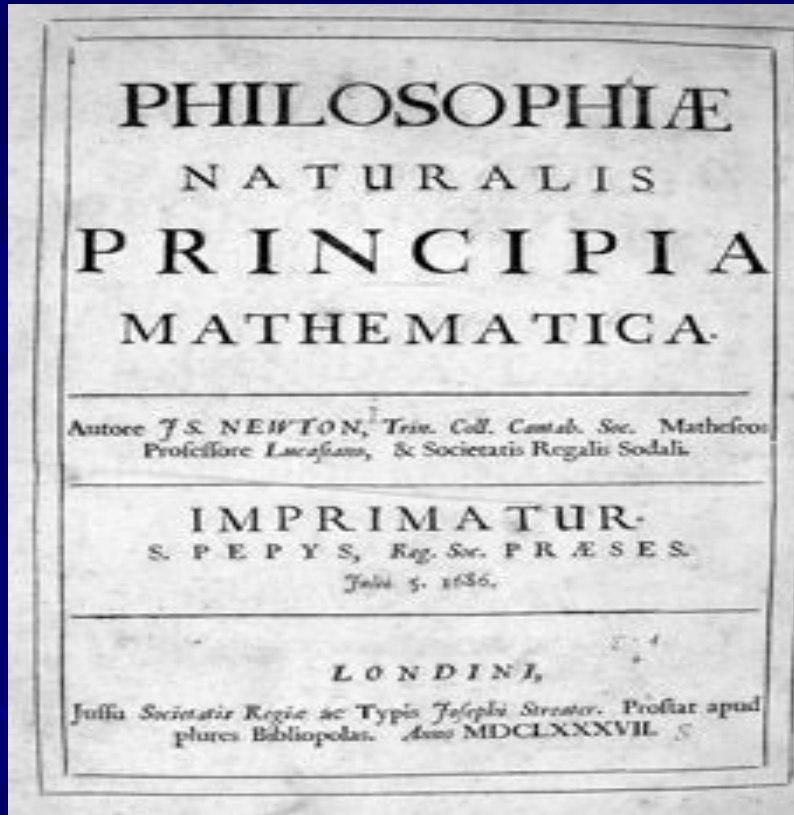 PHILOSOPHIÆ
NATURALIS
PRINCIPIA
MATHEMATICA.
Autore JS. NEWTON, Trin. Coll. Cantab. Soc. Matheſeos
Profeſſore Lucaſiano, & Societatis Regalis Sodali.
IMPRIMATUR.
S. PEPYS, Reg. Soc. PRÆSES.
Julii 5. 1686.
LONDINI,
Juſſu Societatis Regiæ ac Typis Joſephi Streater. Proſtat apud
plures Bibliopolas. Anno MDCLXXXVII.